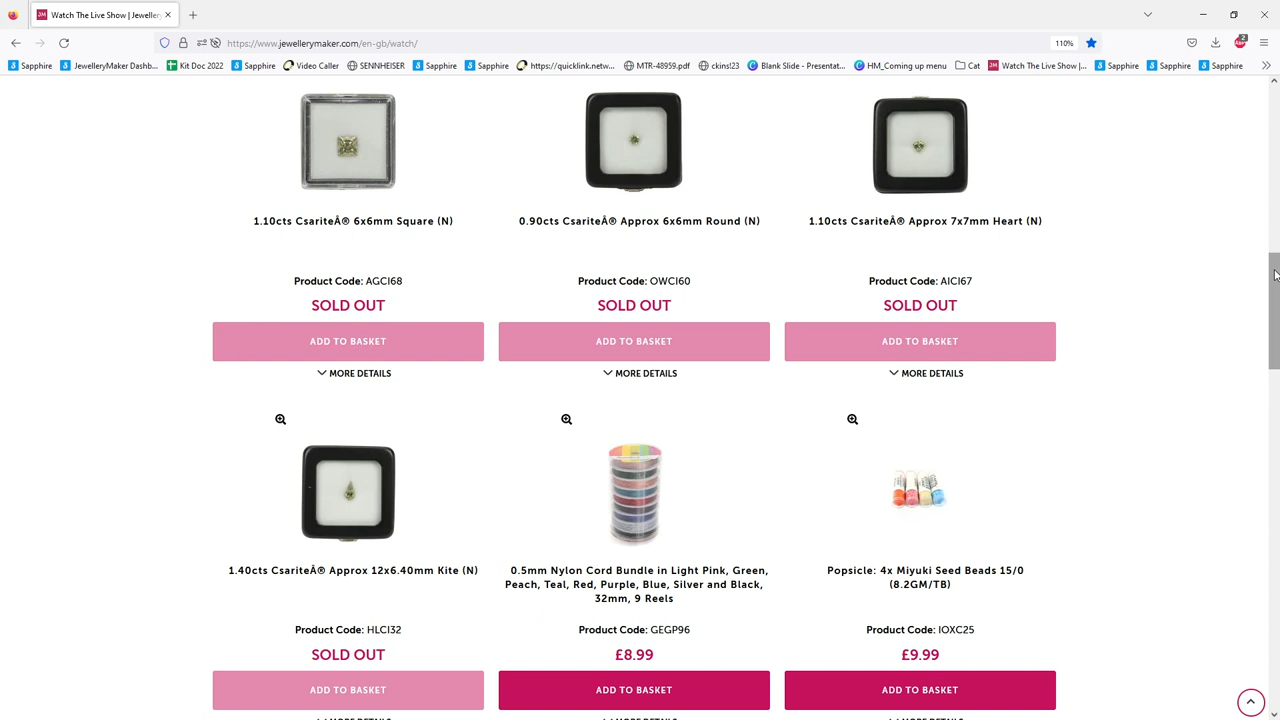 Watch The Live Show | Jeweller
https://www.jewellerymaker.com/en-gb/watch/
110%
2
Sapphire
JewelleryMaker Dashb...
Kit Doc 2022
Sapphire
Video Caller
SENNHEISER
Sapphire
Sapphire
https://quicklink.netw...
MTR-48959.pdf
ckins!23
Blank Slide - Presentat...
HM_Coming up menu
Cat
Watch The Live Show |...
Sapphire
Sapphire
Sapphire
1.10cts CsariteÂ® 6x6mm Square (N)
Product Code: AGCI68
SOLD OUT
ADD TO BASKET
MORE DETAILS
0.90cts CsariteÂ® Approx 6x6mm Round (N)
Product Code: OWCI60
SOLD OUT
ADD TO BASKET
MORE DETAILS
1.10cts CsariteÂ® Approx 7x7mm Heart (N)
Product Code: AICI67
SOLD OUT
ADD TO BASKET
MORE DETAILS
1.40cts CsariteÂ® Approx 12x6.40mm Kite (N)
Product Code: HLCI32
SOLD OUT
ADD TO BASKET
MORE DETAILS
0.5mm Nylon Cord Bundle in Light Pink, Green,
Peach, Teal, Red, Purple, Blue, Silver and Black,
32mm, 9 Reels
Product Code: GEGP96
£8.99
ADD TO BASKET
MORE DETAILS
Popsicle: 4x Miyuki Seed Beads 15/0
(8.2GM/TB)
Product Code: IOXC25
£9.99
ADD TO BASKET
MORE DETAILS